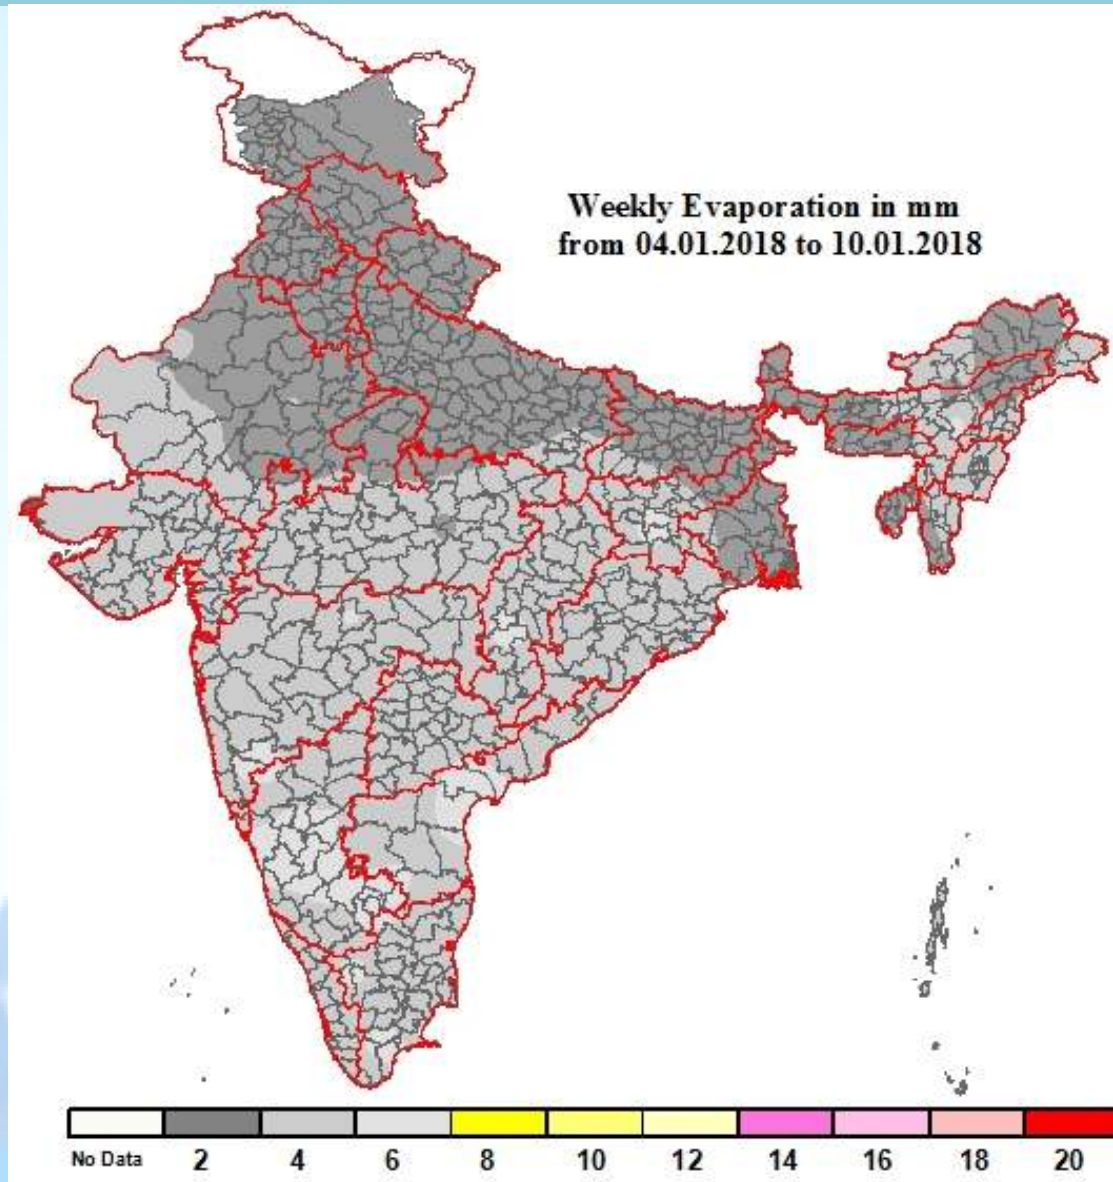 Weekly Evaporation in mm
from 04.01.2018 to 10.01.2018
No Data 2 4 6 8 10 12 14 16 18 20